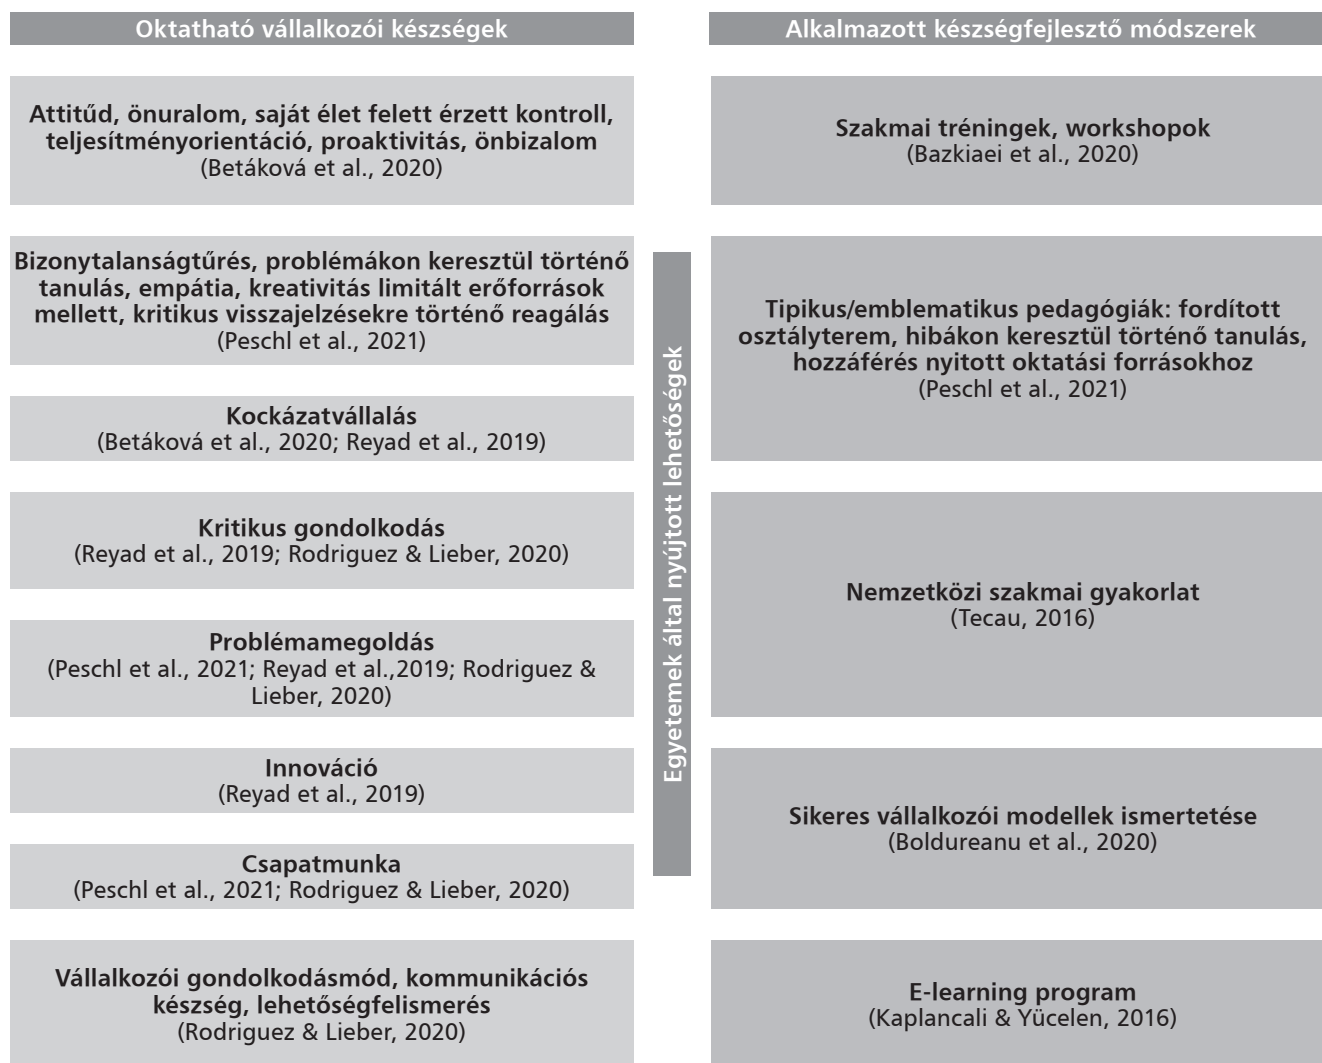 Oktatható vállalkozói készségek
Attitűd, önuralom, saját élet felett érzett kontroll,
teljesítményorientáció, proaktivitás, önbizalom
(Betáková et al., 2020)
Bizonytalanságtűrés, problémákon keresztül történő
tanulás, empátia, kreativitás limitált erőforrások
mellett, kritikus visszajelzésekre történő reagálás
(Peschl et al., 2021)
Kockázatvállalás
(Betáková et al., 2020; Reyad et al., 2019)
Kritikus gondolkodás
(Reyad et al., 2019; Rodriguez & Lieber, 2020)
Problémamegoldás
(Peschl et al., 2021; Reyad et al.,2019; Rodriguez &
Lieber, 2020)
Innováció
(Reyad et al., 2019)
Csapatmunka
(Peschl et al., 2021; Rodriguez & Lieber, 2020)
Vállalkozói gondolkodásmód, kommunikációs
készség, lehetőségfelismerés
(Rodriguez & Lieber, 2020)
Egyetemek által nyújtott lehetőségek
Alkalmazott készségfejlesztő módszerek
Szakmai tréningek, workshopok
(Bazkiaei et al., 2020)
Tipikus/emblematikus pedagógiák: fordított
osztályterem, hibákon keresztül történő tanulás,
hozzáférés nyitott oktatási forrásokhoz
(Peschl et al., 2021)
Nemzetközi szakmai gyakorlat
(Tecau, 2016)
Sikeres vállalkozói modellek ismertetése
(Boldureanu et al., 2020)
E-learning program
(Kaplancali & Yücelen, 2016)